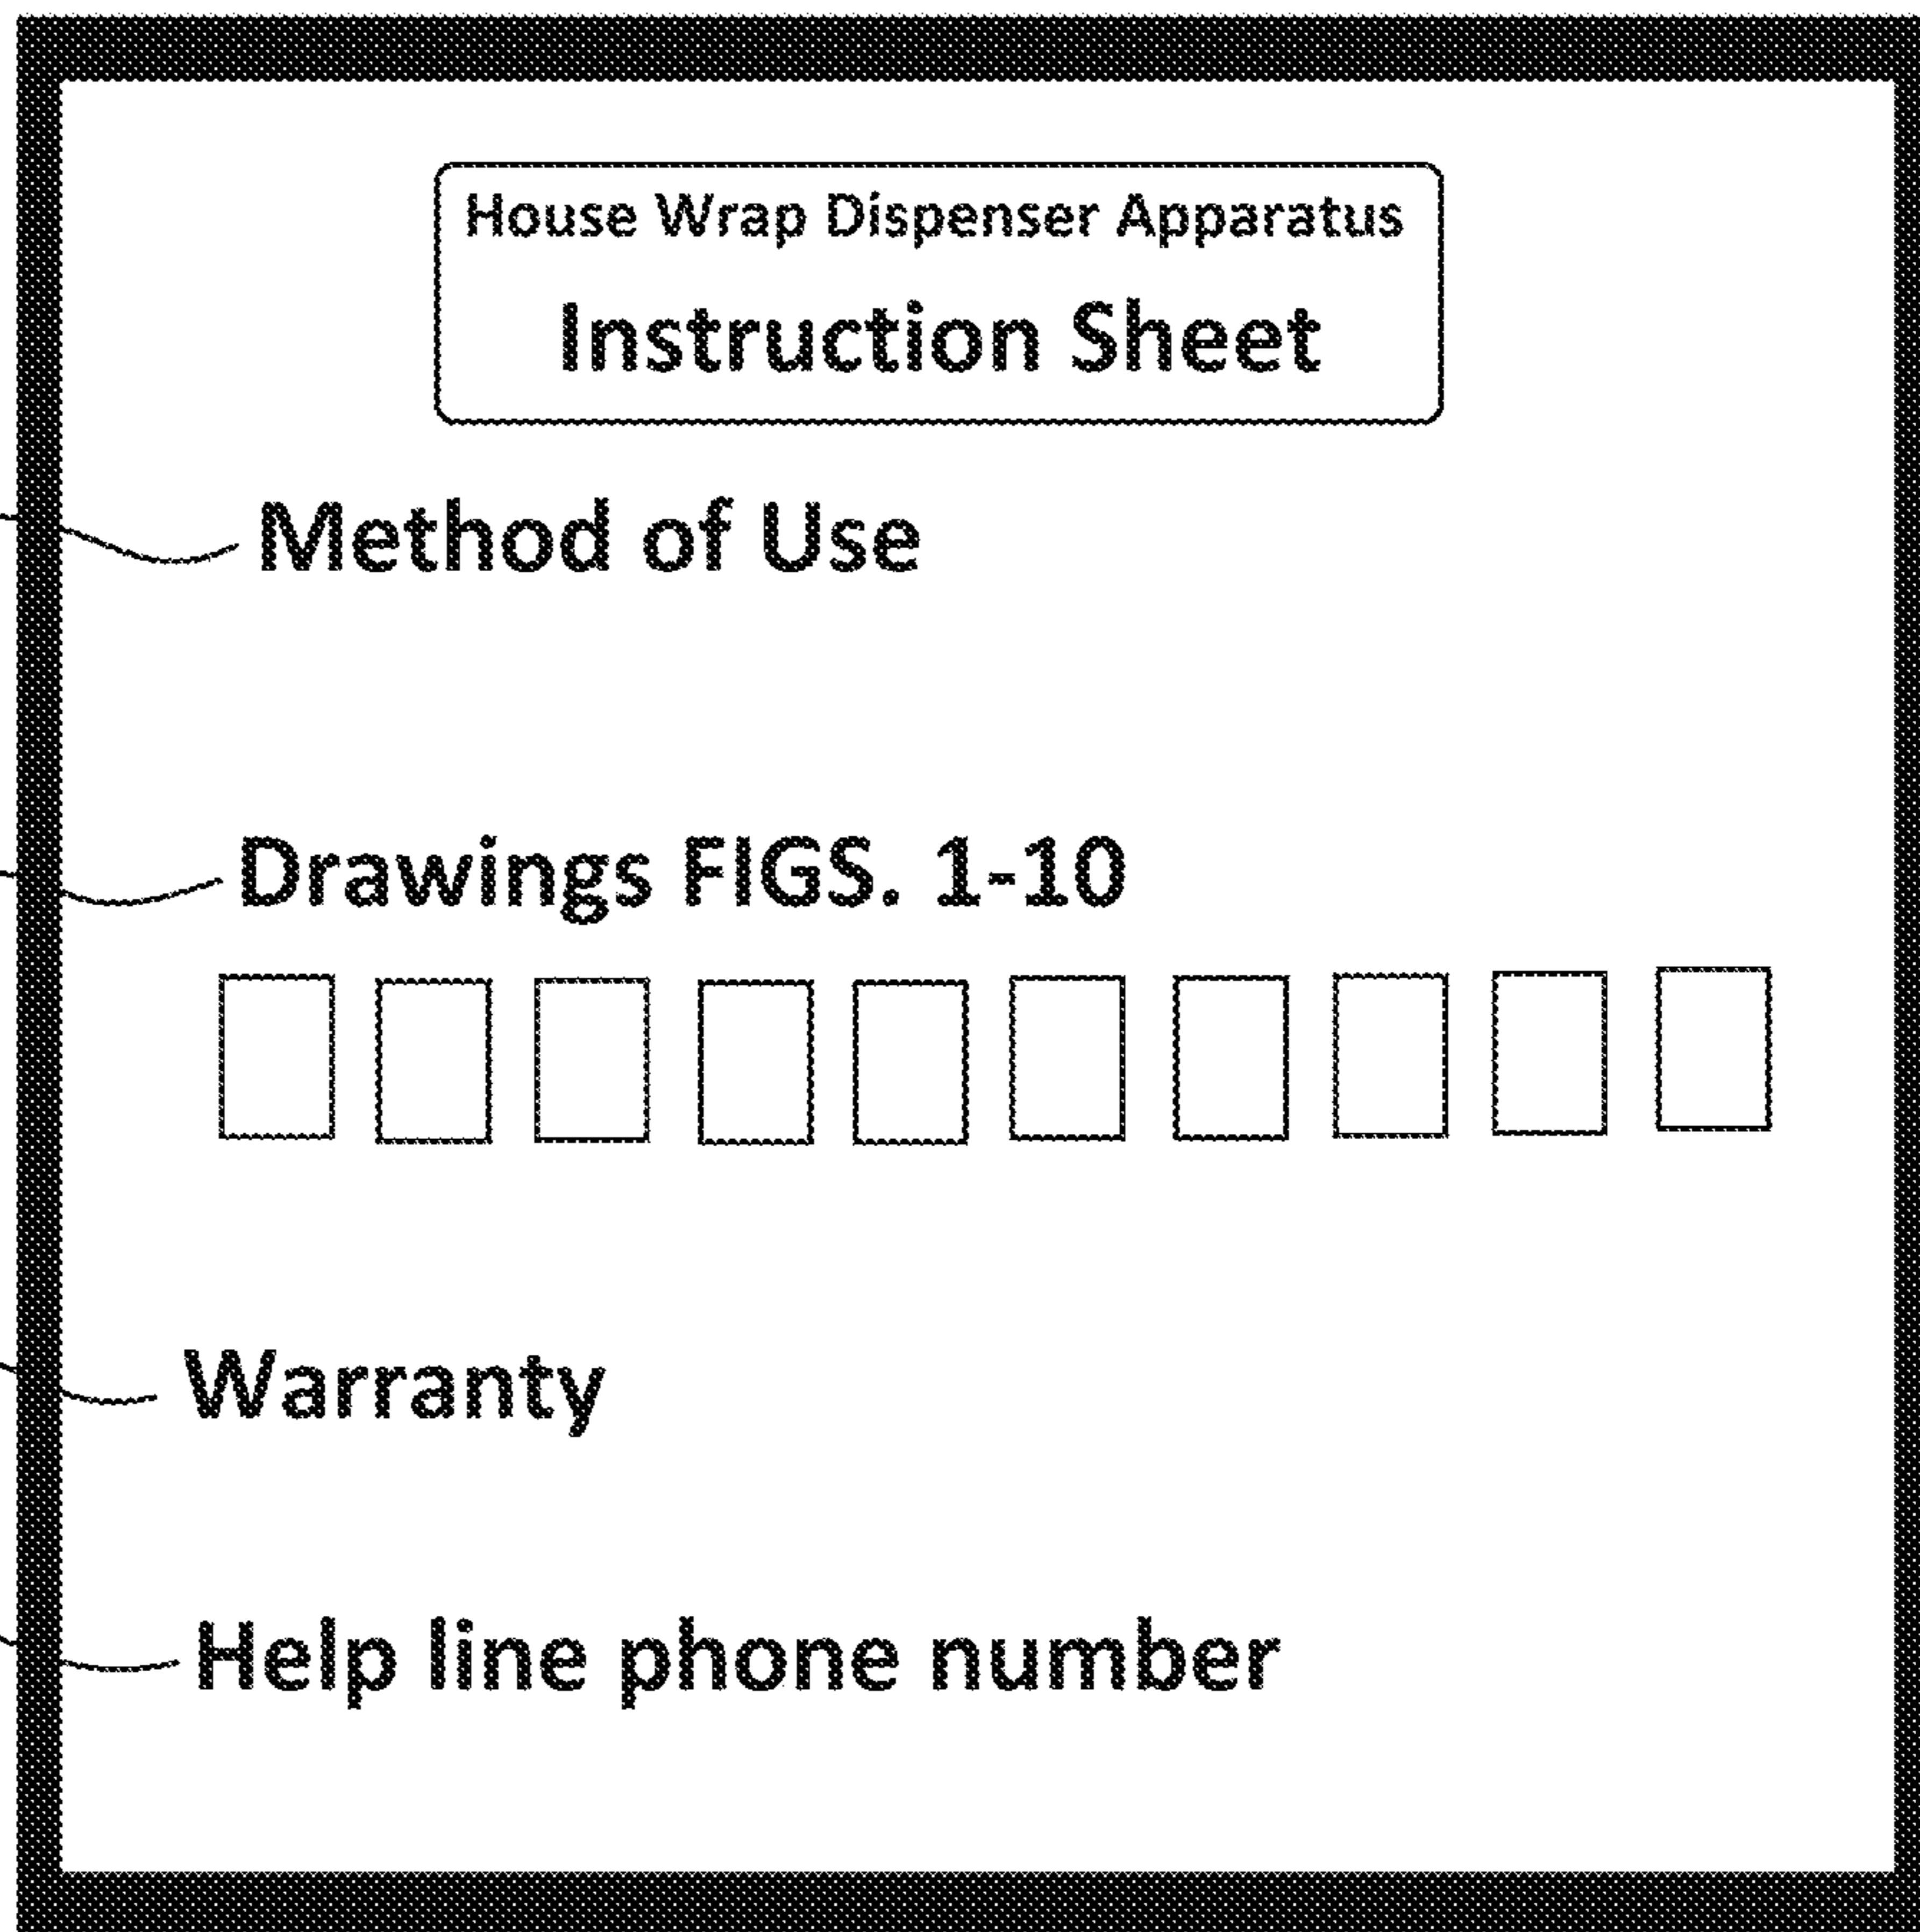 House Wrap Dispenser Apparatus
Instruction Sheet
Method of Use
Drawings FIGS. 1-10
Warranty
Help line phone number